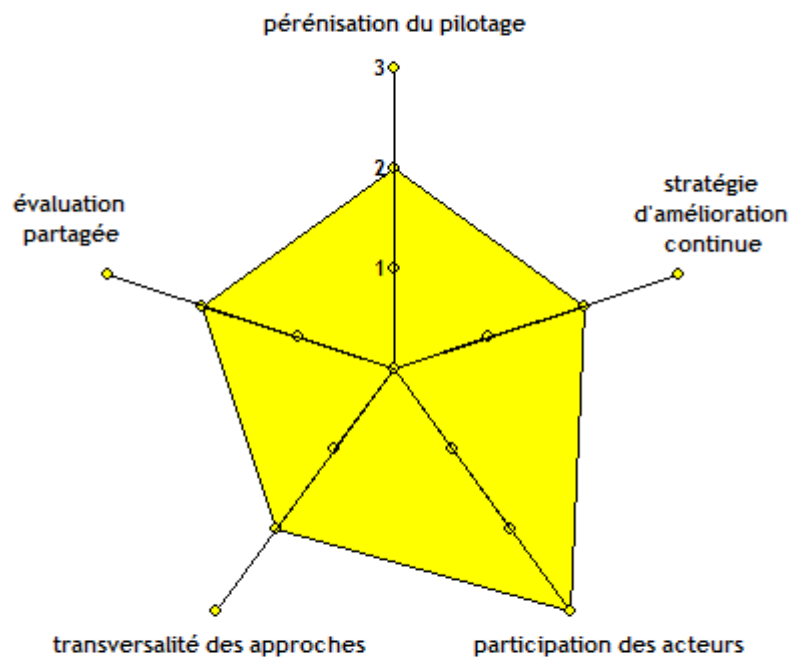 pérénisation du pilotage
3
2
1
évaluation
partagée
stratégie
d'amélioration
continue
transversalité des approches
participation des acteurs